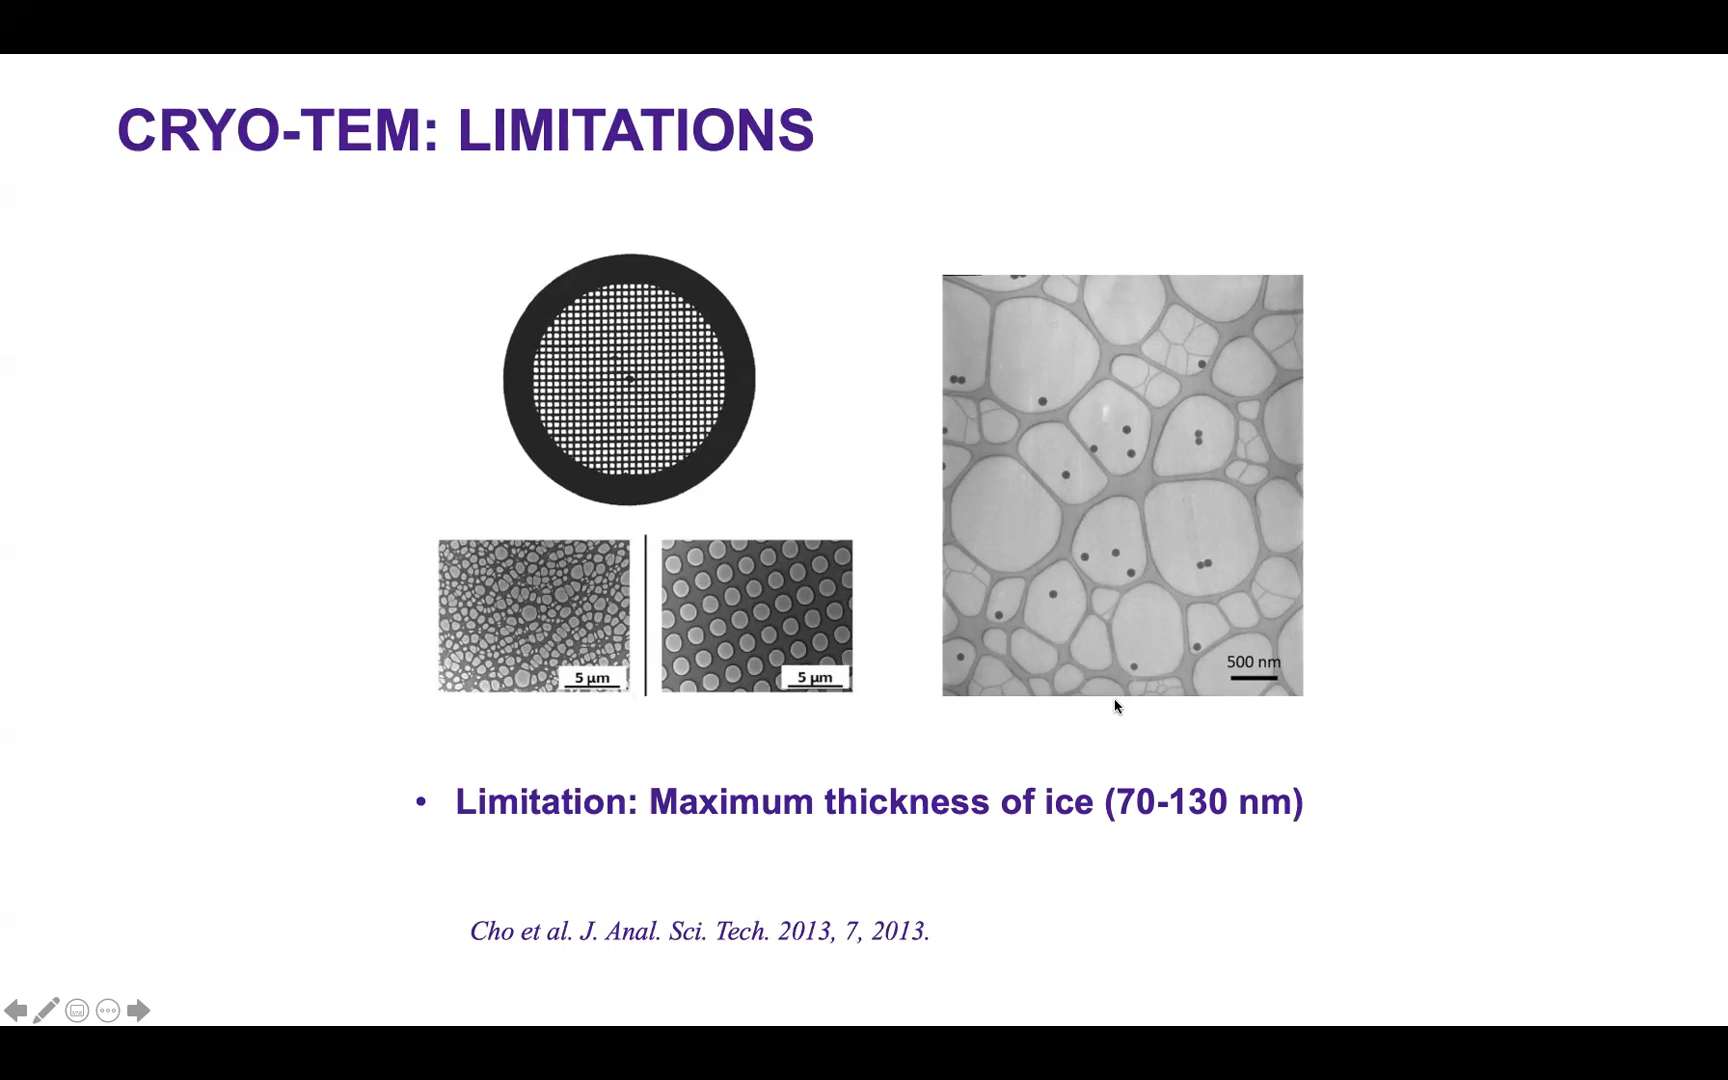 CRYO-TEM: LIMITATIONS
5 µm
5 µm
500 nm
• Limitation: Maximum thickness of ice (70-130 nm)
Cho et al. J. Anal. Sci. Tech. 2013, 7, 2013.